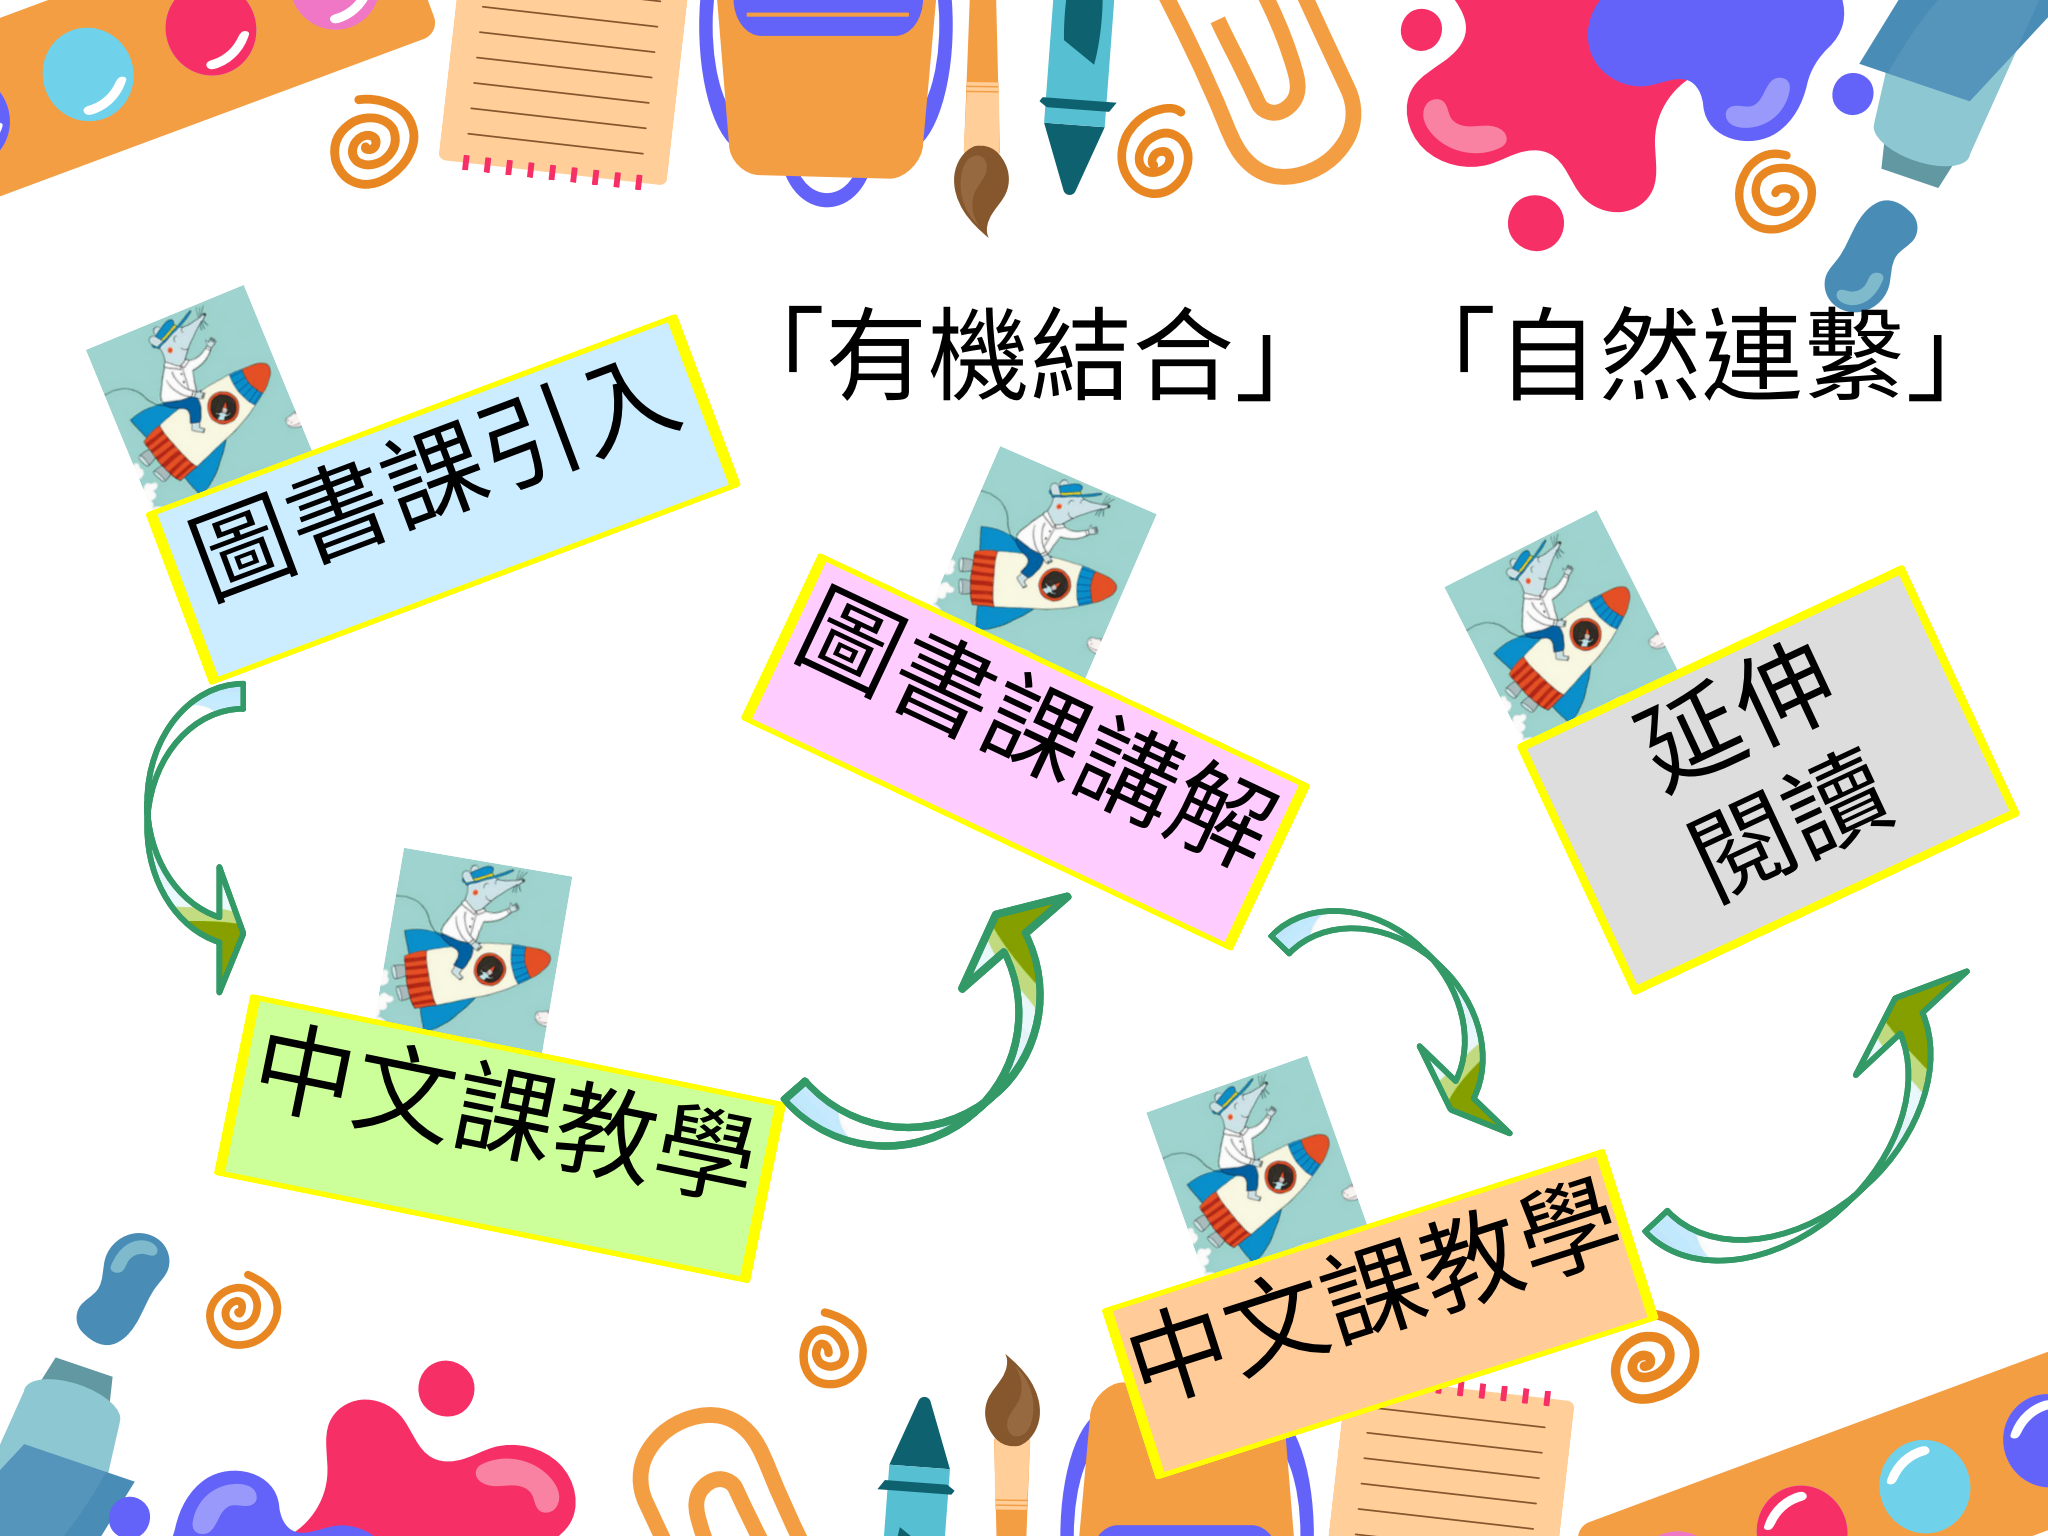 「有機結合」
「自然連繫」
圖書課引入
中文課教學
圖書課講解
中文課教學
延伸
閱讀